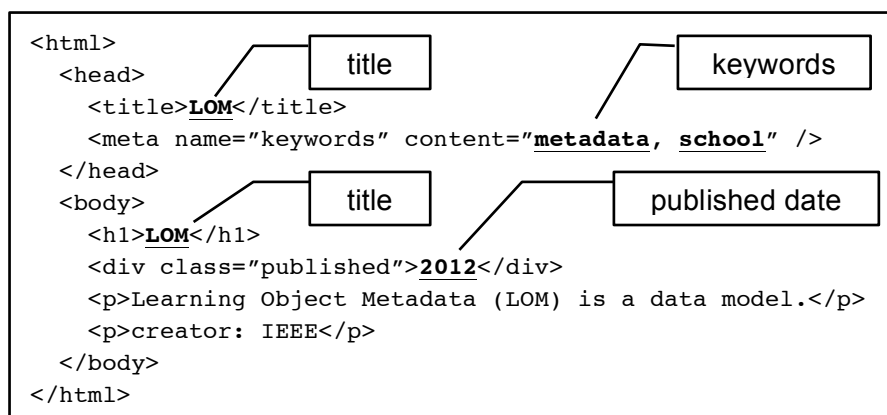 <html>
title
keywords
<head>
<title>LOM</title>
<meta name=”keywords” content=”metadata, school” />
</head>
<body>
title
published date
<h1>LOM</h1>
<div class=”published”>2012</div>
<p>Learning Object Metadata (LOM) is a data model.</p>
<p>creator: IEEE</p>
</body>
</html>